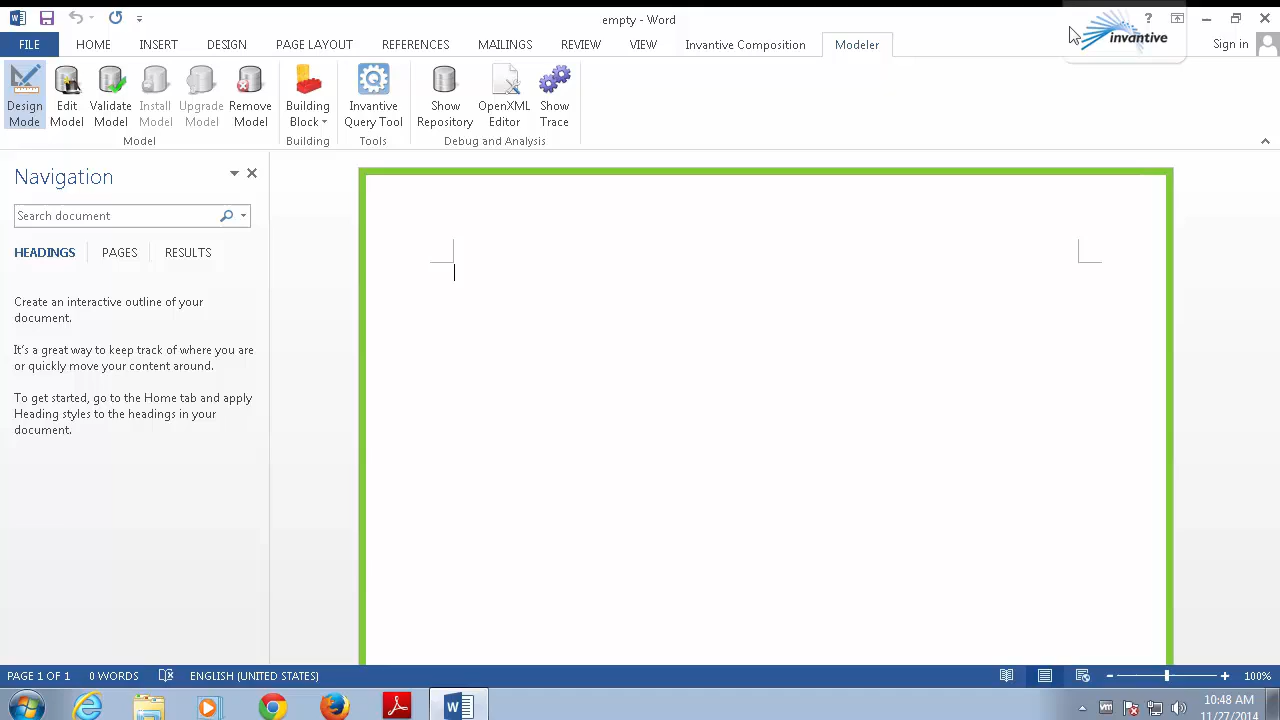 empty - Word
?
invantive
FILE HOME INSERT DESIGN PAGE LAYOUT CES MAILINGS REVIEW VIEW Invantive Composition Modeler Sign in
Design Mode
Edit Model
Validate Model
Install Model
Upgrade Model
Remove Model
Building Block
Invantive Query Tool
Show Repository
OpenXML Editor
Show Trace
Model Building Tools Debug and Analysis
Navigation
Search document
HEADINGS PAGES RESULTS
Create an interactive outline of your
document.
It's a great way to keep track of where you are
or quickly move your content around.
To get started, go to the Home tab and apply
Heading styles to the headings in your
document.
PAGE 1 OF 1 0 WORDS ENGLISH (UNITED STATES) 100%
10:48 AM
11/27/2014